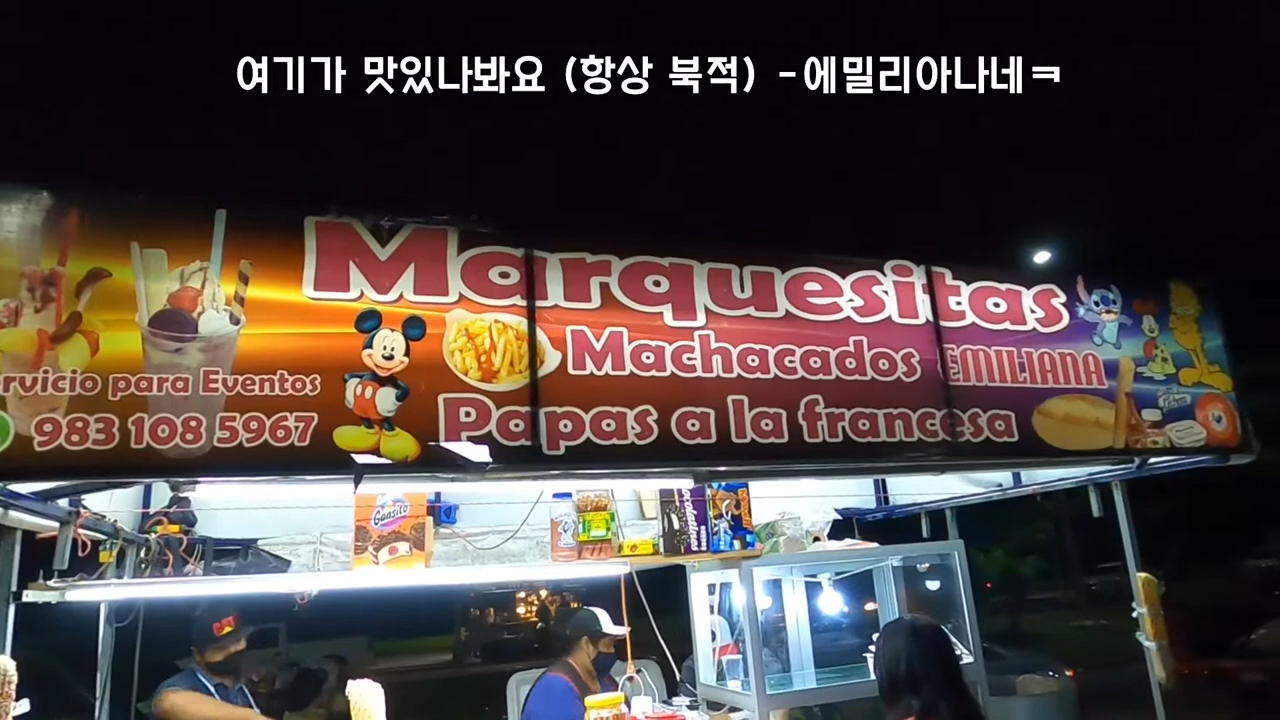 여기가 맛있나봐요 (항상 북적) -에밀리아나네ㅋ
Marquesitas
Machacados EMILIANA
Papas a la francesa
rvicio para Eventos
983 108 5967
Gansito
CAT